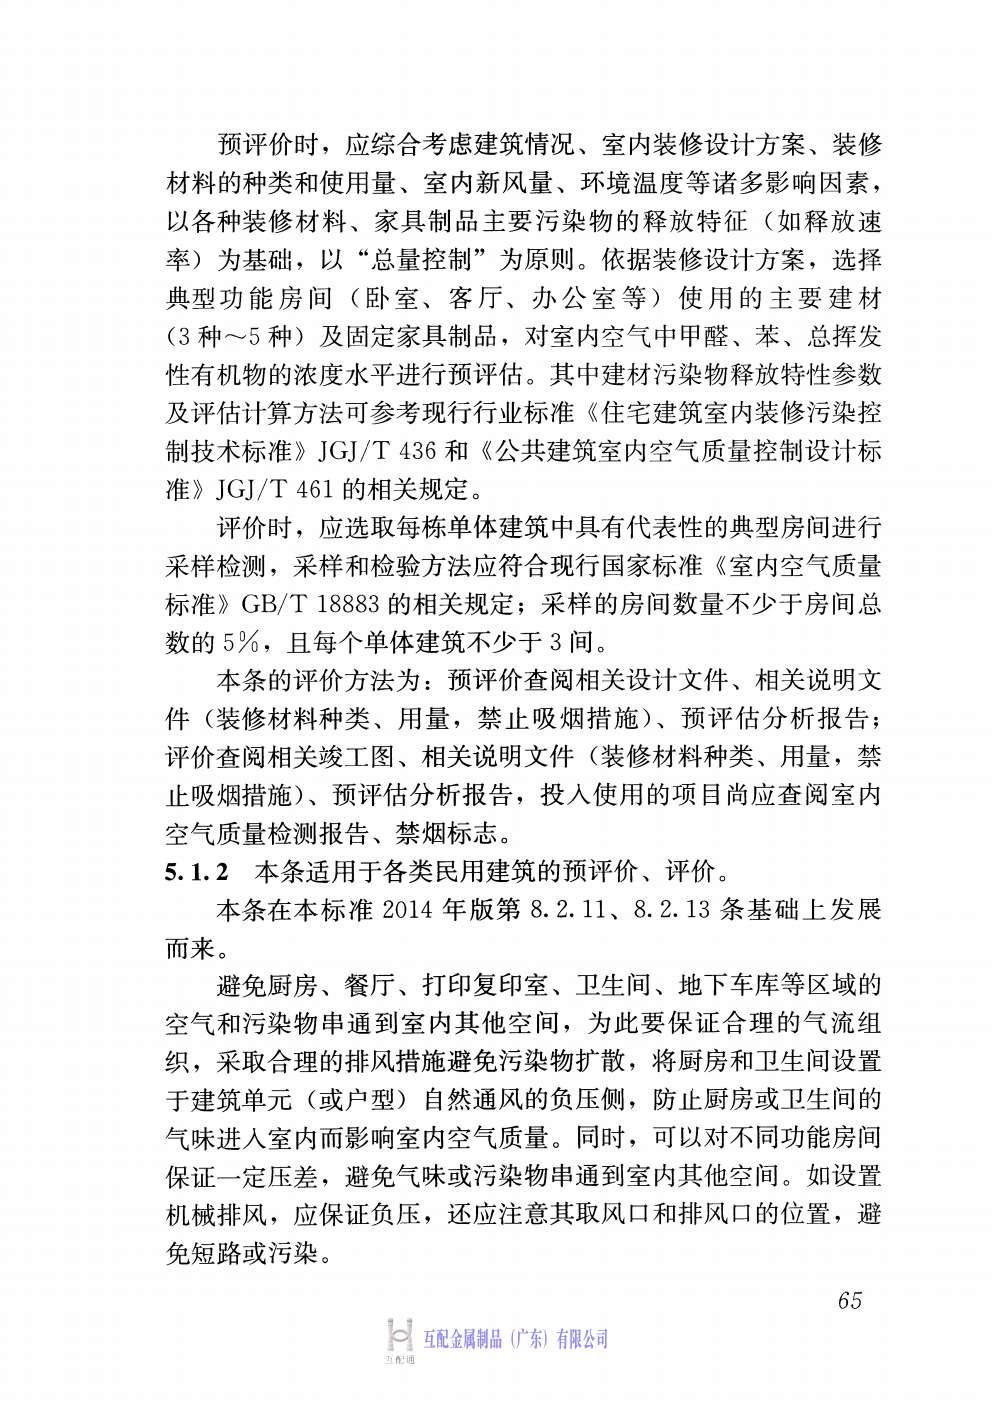 预评价时，应综合考虑建筑情况、室内装修设计方案、装修
材料的种类和使用量、室内新风量、环境温度等诸多影响因素，
以各种装修材料、家具制品主要污染物的释放特征（如释放速
率）为基础，以“总量控制”为原则。依据装修设计方案，选择
典型功能房间（卧室、客厅、办公室等）使用的主要建材
（3种～5种）及固定家具制品，对室内空气中甲醛、苯、总挥发
性有机物的浓度水平进行预评估。其中建材污染物释放特性参数
及评估计算方法可参考现行行业标准《住宅建筑室内装修污染控
制技术标准》JGJ/T 436和《公共建筑室内空气质量控制设计标
准》JGJ/T 461的相关规定。
评价时，应选取每栋单体建筑中具有代表性的典型房间进行
采样检测，采样和检验方法应符合现行国家标准《室内空气质量
标准》GB/T 18883的相关规定；采样的房间数量不少于房间总
数的5%，且每个单体建筑不少于3间。
本条的评价方法为：预评价查阅相关设计文件、相关说明文
件（装修材料种类、用量，禁止吸烟措施）、预评估分析报告；
评价查阅相关竣工图、相关说明文件（装修材料种类、用量，禁
止吸烟措施）、预评估分析报告，投入使用的项目尚应查阅室内
空气质量检测报告、禁烟标志。
5.1.2 本条适用于各类民用建筑的预评价、评价。
本条在本标准2014年版第8.2.11、8.2.13条基础上发展
而来。
避免厨房、餐厅、打印复印室、卫生间、地下车库等区域的
空气和污染物串通到室内其他空间，为此要保证合理的气流组
织，采取合理的排风措施避免污染物扩散，将厨房和卫生间设置
于建筑单元（或户型）自然通风的负压侧，防止厨房或卫生间的
气味进入室内而影响室内空气质量。同时，可以对不同功能房间
保证一定压差，避免气味或污染物串通到室内其他空间。如设置
机械排风，应保证负压，还应注意其取风口和排风口的位置，避
免短路或污染。
65
互配金属制品（广东）有限公司
互配通